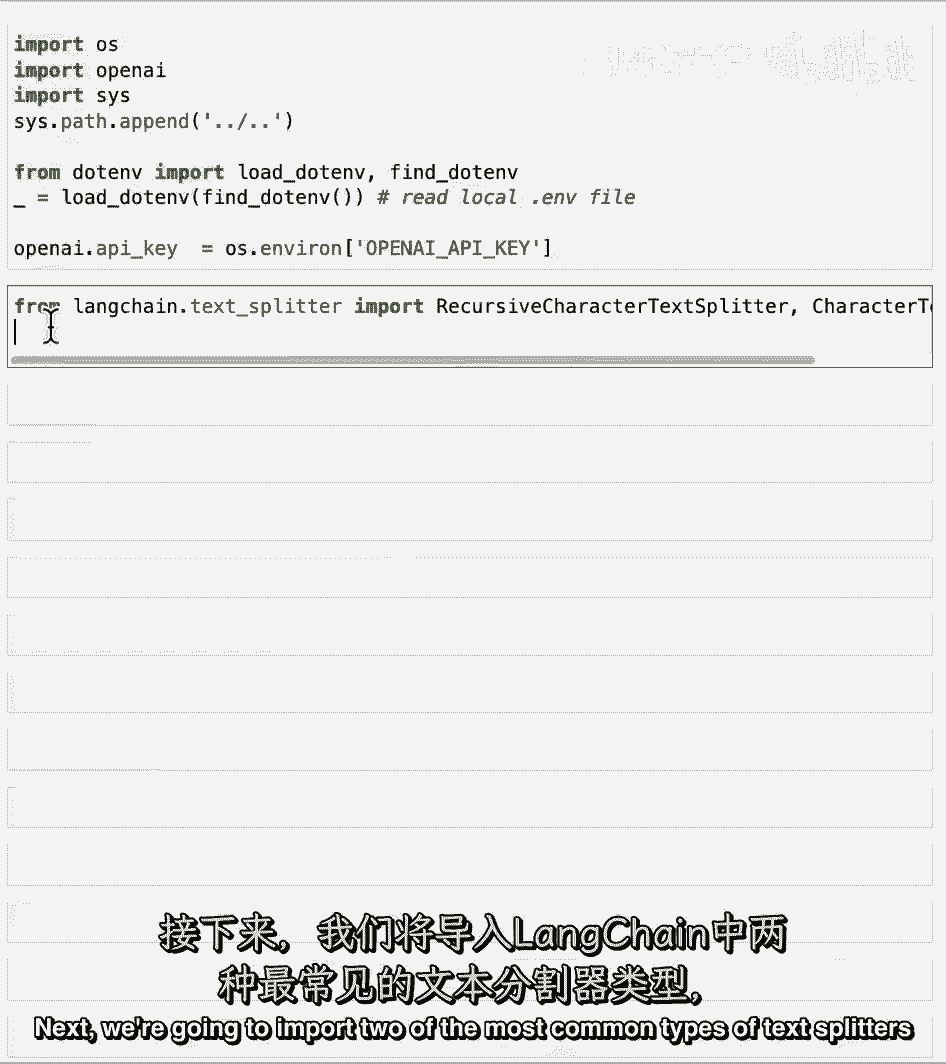 import os
import openai
import sys
sys.path.append('../..')
from dotenv import load_dotenv, find_dotenv
_ = load_dotenv(find_dotenv()) # read local .env file
openai.api_key  = os.environ['OPENAI_API_KEY']
from langchain.text_splitter import RecursiveCharacterTextSplitter,
接下来，我们将导入LangChain中两
种最常见的文本分割器类型，
Next, we're going to import two of the most common types of text splitters